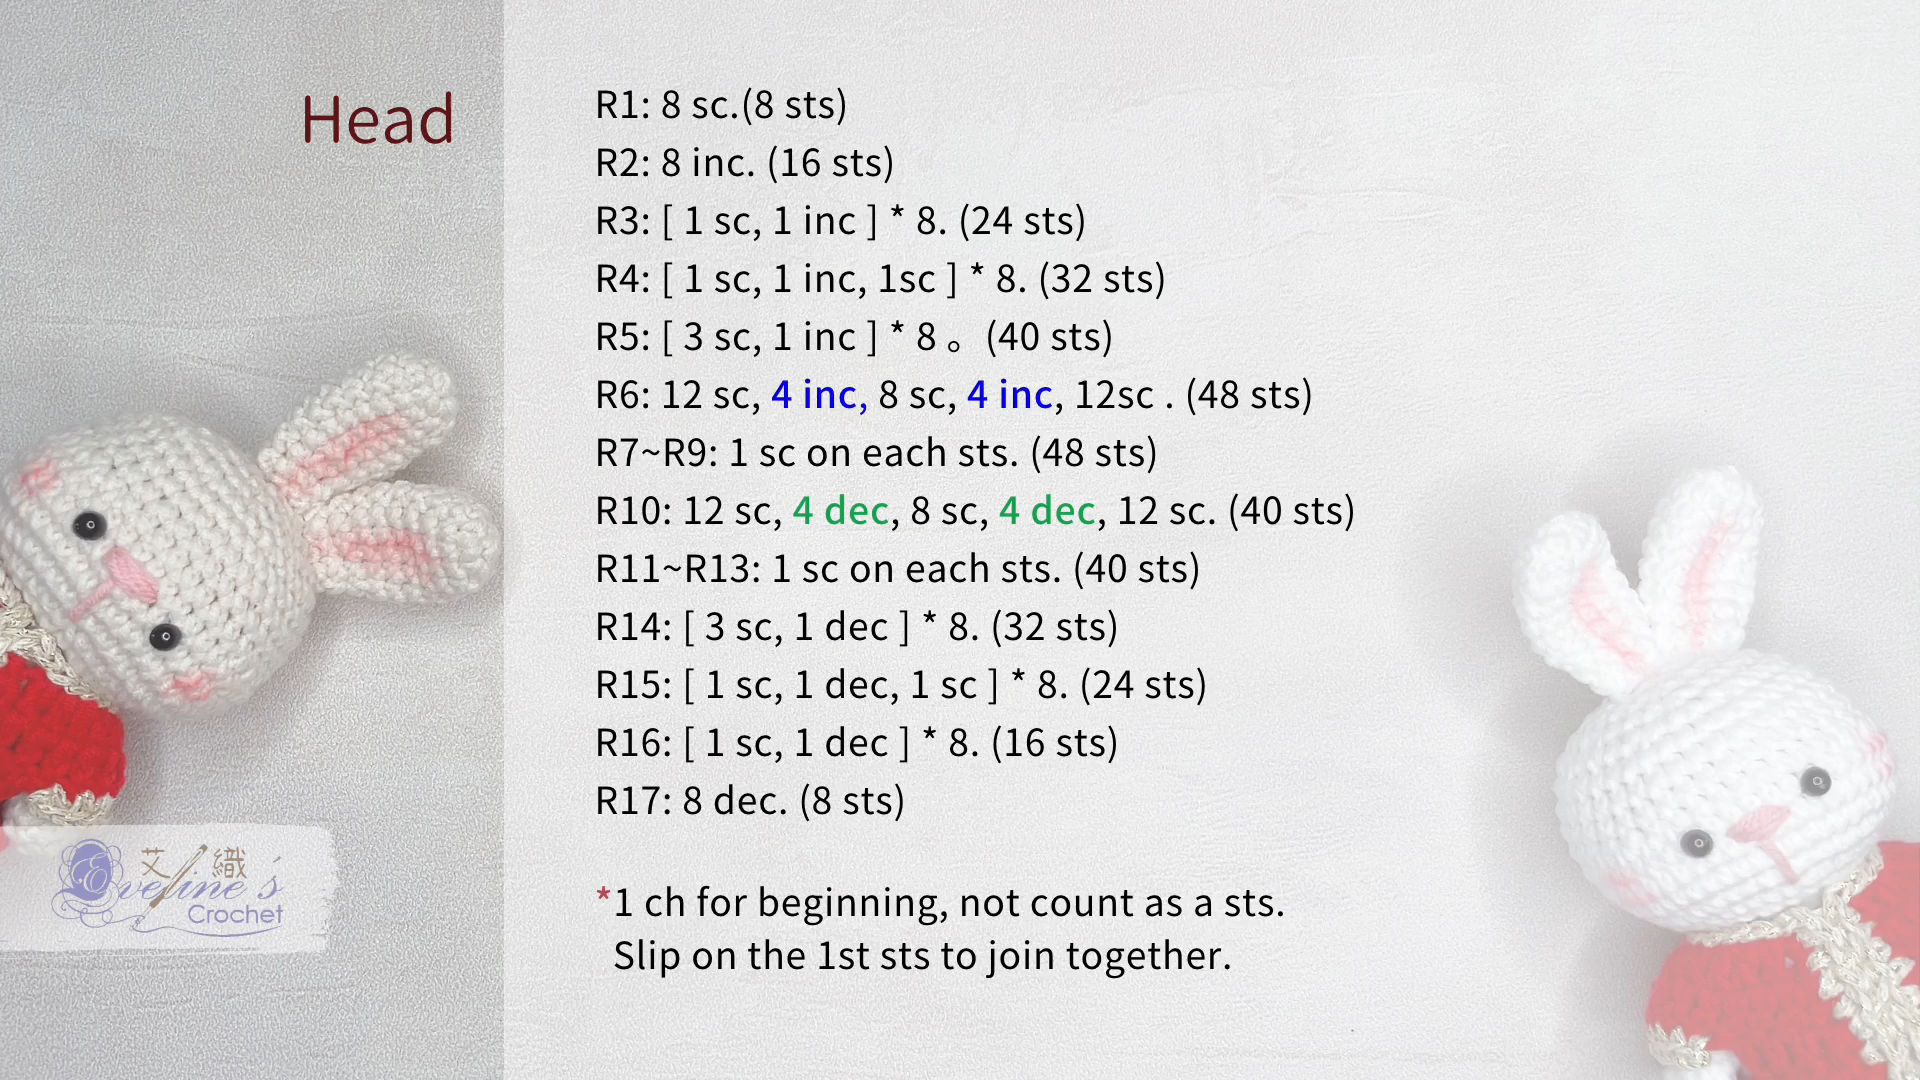 Head
R1: 8 sc.(8 sts)
R2: 8 inc. (16 sts)
R3: [ 1 sc, 1 inc ] * 8. (24 sts)
R4: [ 1 sc, 1 inc, 1sc ] * 8. (32 sts)
R5: [ 3 sc, 1 inc ] * 8 。 (40 sts)
R6: 12 sc, 4 inc, 8 sc, 4 inc, 12sc . (48 sts)
R7~R9: 1 sc on each sts. (48 sts)
R10: 12 sc, 4 dec, 8 sc, 4 dec, 12 sc. (40 sts)
R11~R13: 1 sc on each sts. (40 sts)
R14: [ 3 sc, 1 dec ] * 8. (32 sts)
R15: [ 1 sc, 1 dec, 1 sc ] * 8. (24 sts)
R16: [ 1 sc, 1 dec ] * 8. (16 sts)
R17: 8 dec. (8 sts)
*1 ch for beginning, not count as a sts.
Slip on the 1st sts to join together.
艾織
Eveline's
Crochet